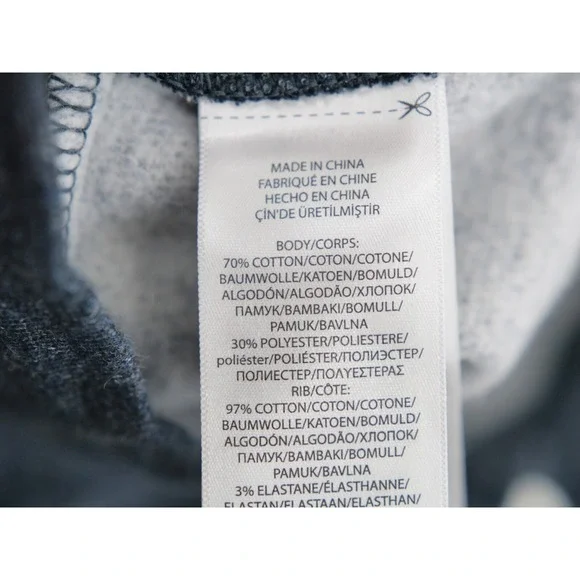 MADE IN CHINA
FABRIQUÉ EN CHINE
HECHO EN CHINA
ÇİN'DE ÜRETİLMİŞTİR
BODY/CORPS:
70% COTTON/COTON/COTONE/
BAUMWOLLE/KATOEN/BOMULD/
ALGODÓN/ALGODÃO/ХЛОПОК/
ПАМУК/BAMBAKI/BOMULL/
PAMUK/BAVLNA
30% POLYESTER/POLIESTERE/
poliéster/POLIÉSTER/ПОЛИЭСТЕР/
ПОЛИЕСТЕР/ΠΟΛΥΕΣΤΕΡΑΣ
RIB/CÔTE:
97% COTTON/COTON/COTONE/
BAUMWOLLE/KATOEN/BOMULD/
ALGODÓN/ALGODÃO/ХЛОПОК/
ПАМУК/BAMBAKI/BOMULL/
PAMUK/BAVLNA
3% ELASTANE/ÉLASTHANNE/
ELASTAN/ELASTAAN/ELASTHAN/